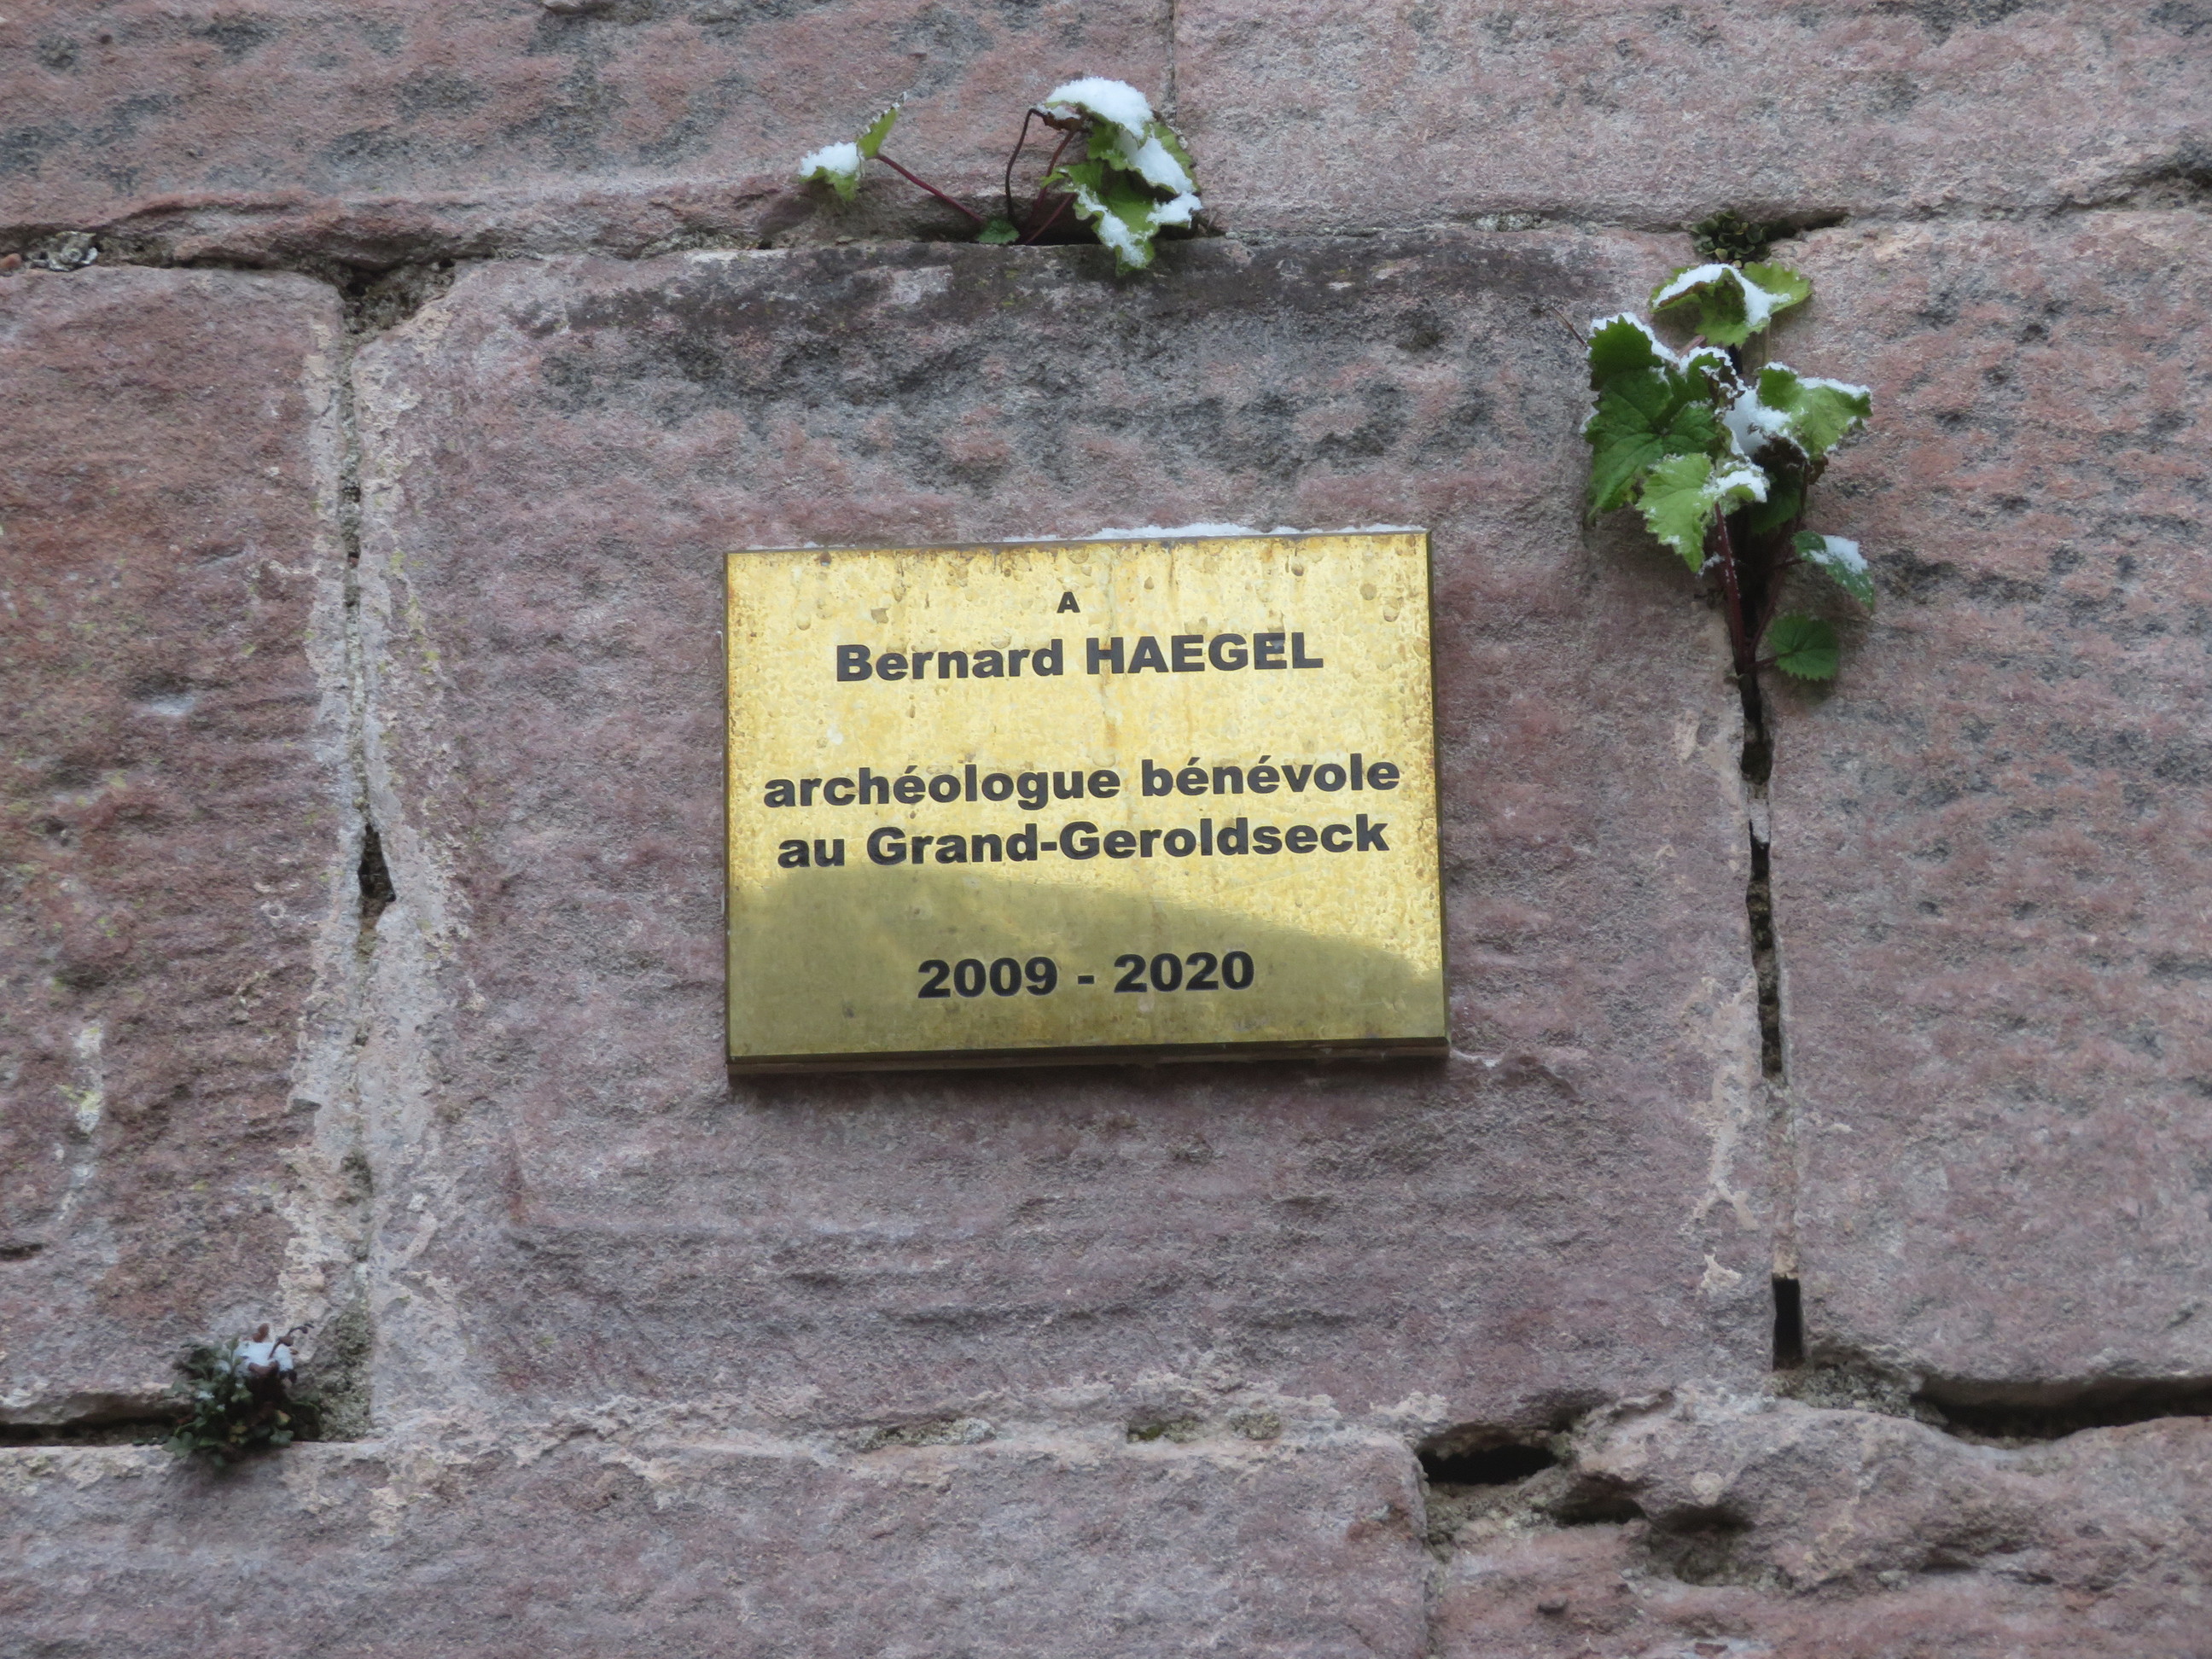 A
Bernard HAEGEL
archéologue bénévole
au Grand-Geroldseck
2009 - 2020